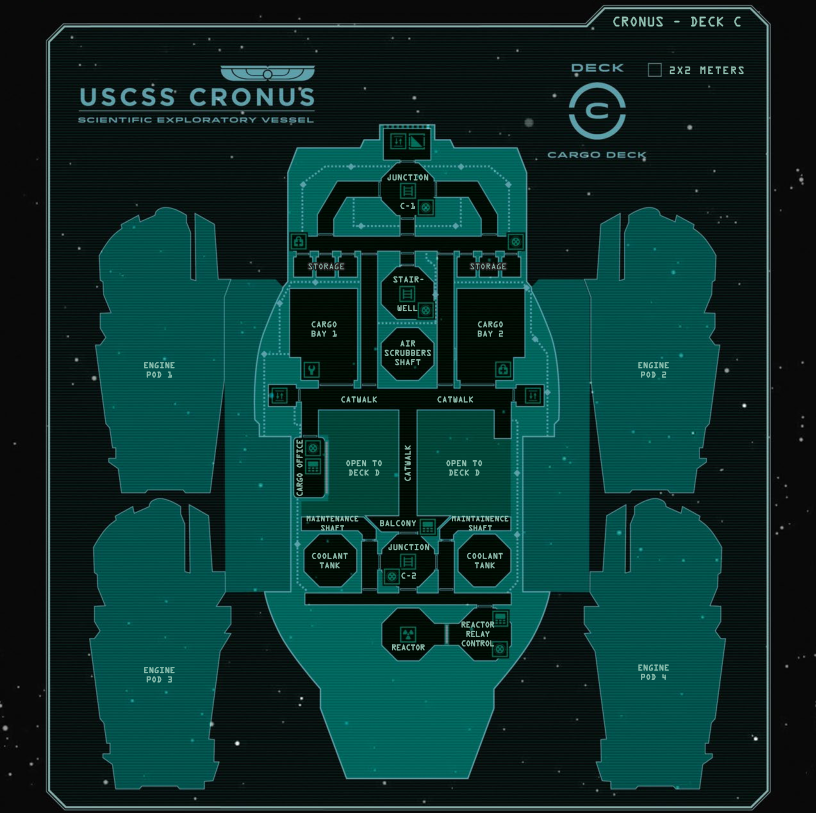 CRONUS - DECK C
DECK
2X2 METERS
USCSS CRONUS
SCIENTIFIC EXPLORATORY VESSEL
C
CARGO DECK
JUNCTION
C-1
STORAGE
STORAGE
STAIR-
WELL
CARGO
BAY 1
CARGO
BAY 2
AIR
SCRUBBERS
SHAFT
ENGINE
POD 1
ENGINE
POD 2
CATWALK
CATWALK
CARGO OFFICE
OPEN TO
DECK D
CATWALK
OPEN TO
DECK D
MAINTENANCE
SHAFT
BALCONY
MAINTAINENCE
SHAFT
COOLANT
TANK
JUNCTION
C-2
COOLANT
TANK
REACTOR
REACTOR
RELAY
CONTROL
ENGINE
POD 3
ENGINE
POD 4